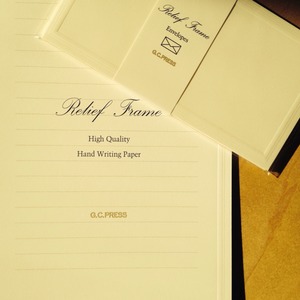 Relief Frame
Envelopes
G.C.PRESS
Relief Frame
High Quality
Hand Writing Paper
G.C.PRESS